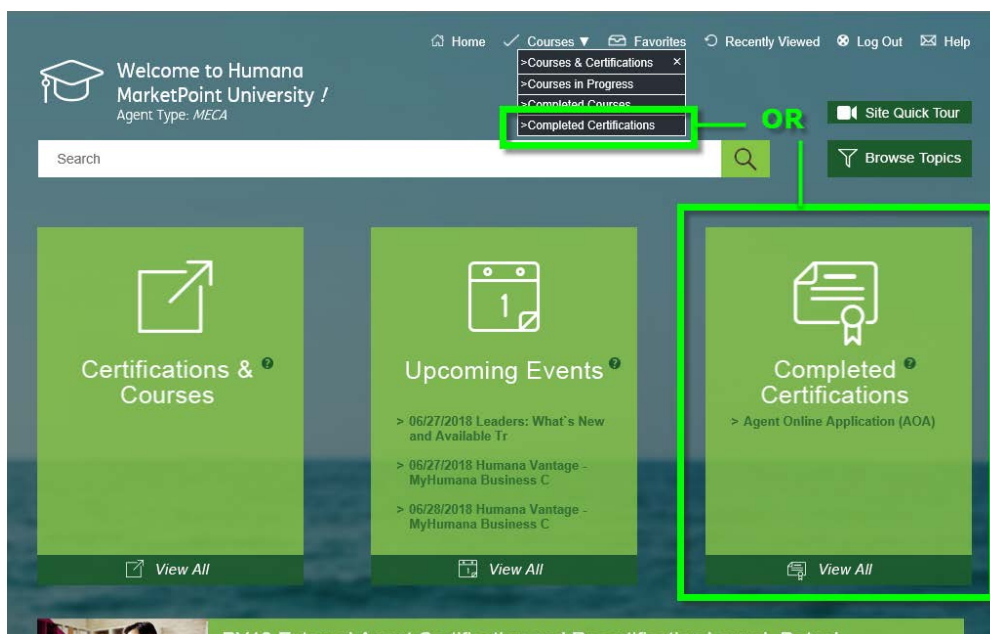 Home
Courses ▼
Favorites
Recently Viewed
Log Out
Help
Welcome to Humana
MarketPoint University !
Agent Type: MECA
>Courses & Certifications ×
>Courses in Progress
>Completed Courses
>Completed Certifications
OR
Site Quick Tour
Search
Browse Topics
Certifications & ?
Courses
View All
Upcoming Events ?
> 06/27/2018 Leaders: What`s New
and Available Tr
> 06/27/2018 Humana Vantage -
MyHumana Business C
> 06/28/2018 Humana Vantage -
MyHumana Business C
1
View All
Completed ?
Certifications
> Agent Online Application (AOA)
View All